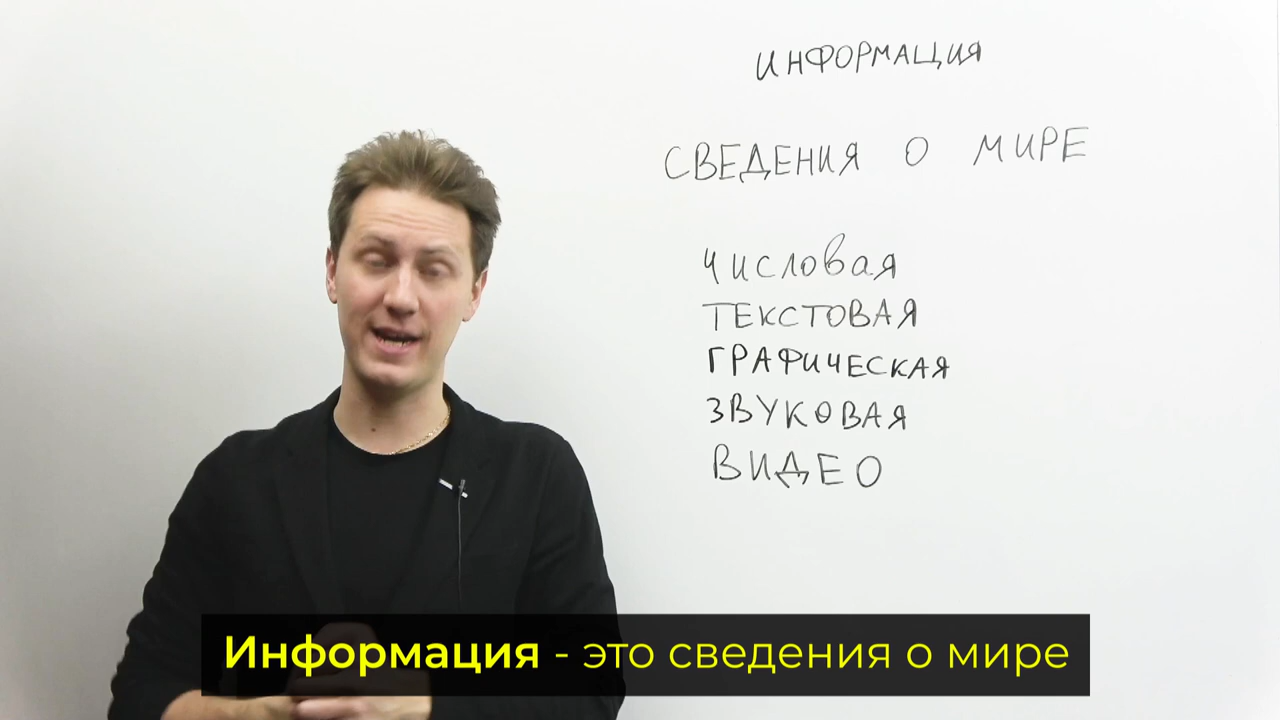 ИНФОРМАЦИЯ
СВЕДЕНИЯ О МИРЕ
ЧИСЛОВАЯ
ТЕКСТОВАЯ
ГРАФИЧЕСКАЯ
ЗВУКОВАЯ
ВИДЕО
Информация - это сведения о мире